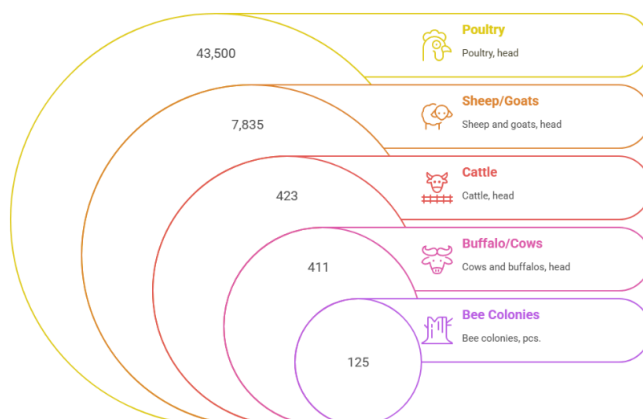 43,500
Poultry
Poultry, head
7,835
Sheep/Goats
Sheep and goats, head
423
Cattle
Cattle, head
411
Buffalo/Cows
Cows and buffalos, head
125
Bee Colonies
Bee colonies, pcs.